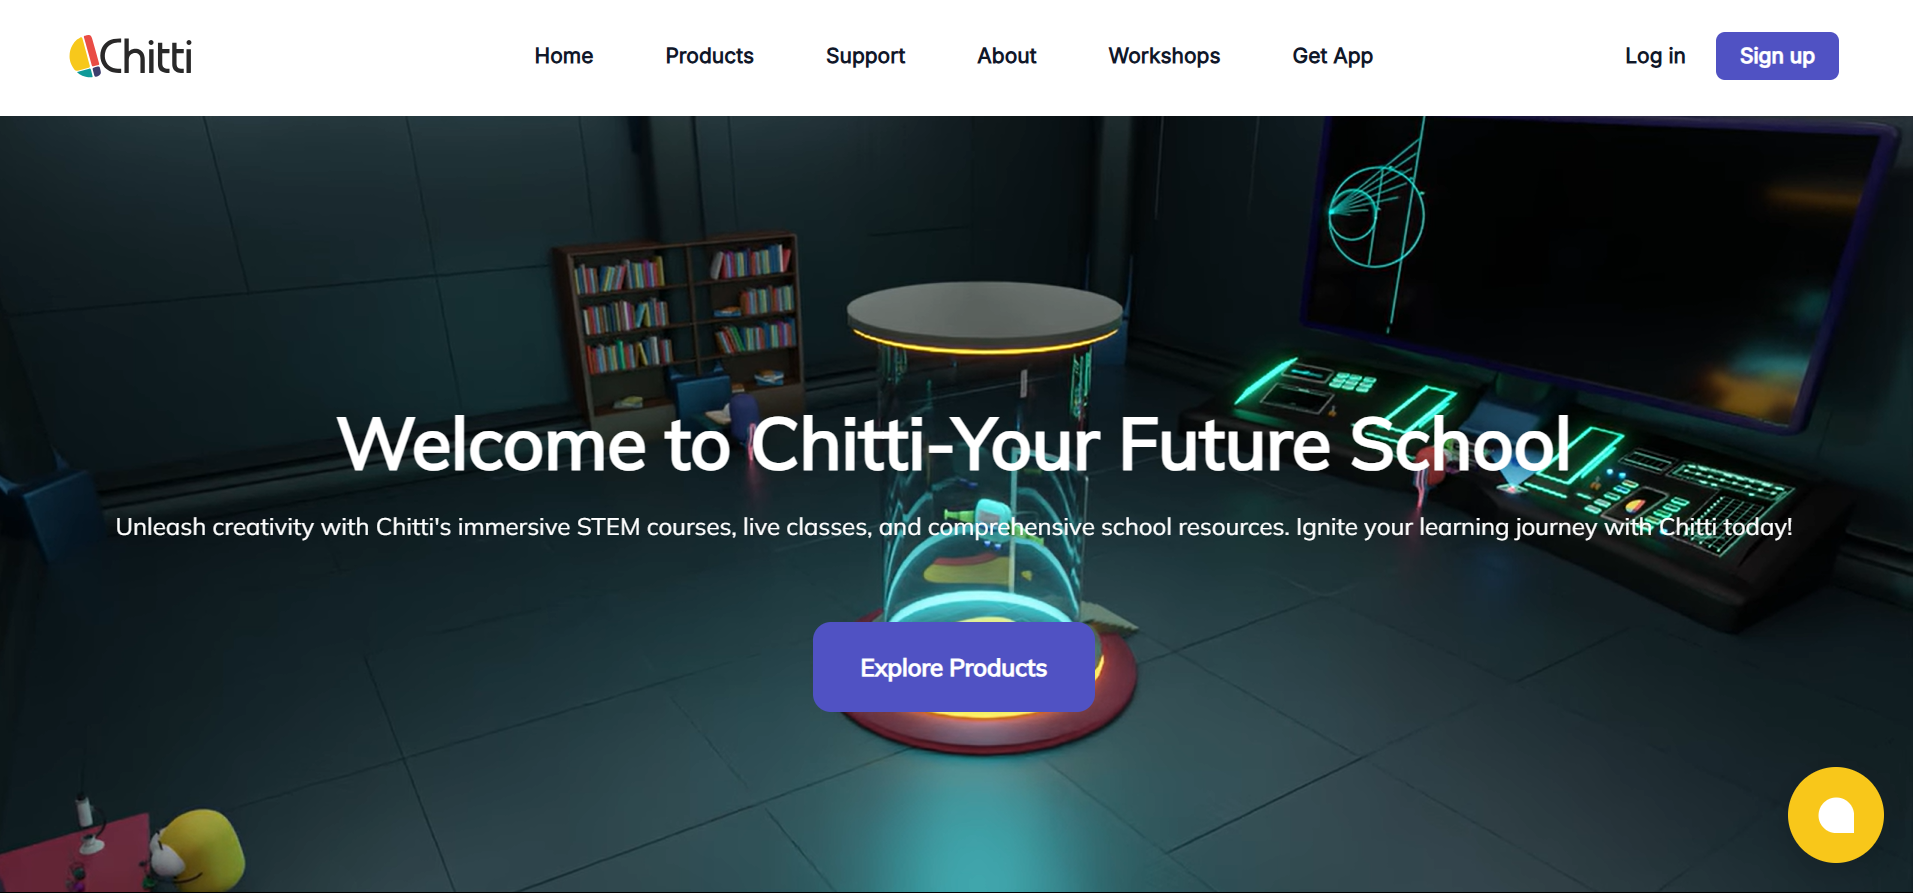 Chitti
Home Products Support About Workshops Get App Log in Sign up
Welcome to Chitti-Your Future School
Unleash creativity with Chitti's immersive STEM courses, live classes, and comprehensive school resources. Ignite your learning journey with Chitti today!
Explore Products